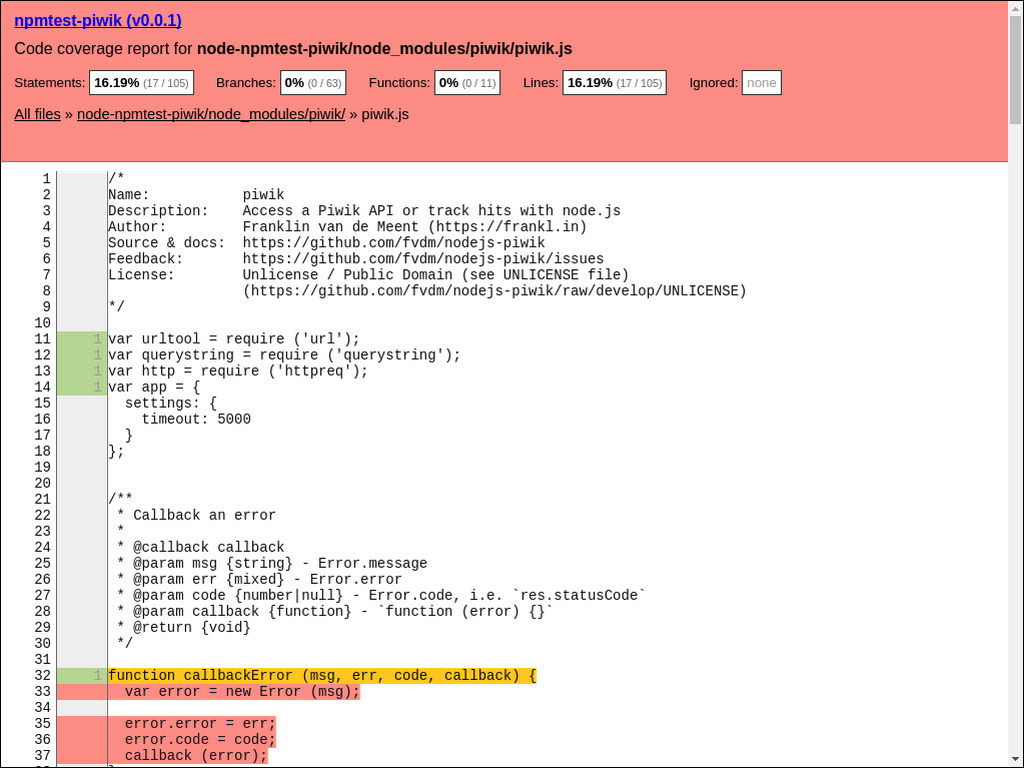 npmtest-piwik (v0.0.1)
Code coverage report for node-npmtest-piwik/node_modules/piwik/piwik.js
Statements: 16.19% (17 / 105) Branches: 0% (0 / 63) Functions: 0% (0 / 11) Lines: 16.19% (17 / 105) Ignored: none
All files » node-npmtest-piwik/node_modules/piwik/ » piwik.js
1 /*
2 Name:           piwik
3 Description:    Access a Piwik API or track hits with node.js
4 Author:         Franklin van de Meent (https://frankl.in)
5 Source & docs:  https://github.com/fvdm/nodejs-piwik
6 Feedback:       https://github.com/fvdm/nodejs-piwik/issues
7 License:        Unlicense / Public Domain (see UNLICENSE file)
8                 (https://github.com/fvdm/nodejs-piwik/raw/develop/UNLICENSE)
9 */
10
11 1 var urltool = require ('url');
12 1 var querystring = require ('querystring');
13 1 var http = require ('httpreq');
14 1 var app = {
15   settings: {
16     timeout: 5000
17   }
18 };
19
20
21 /**
22  * Callback an error
23  *
24  * @callback callback
25  * @param msg {string} - Error.message
26  * @param err {mixed} - Error.error
27  * @param code {number|null} - Error.code, i.e. `res.statusCode`
28  * @param callback {function} - `function (error) {}`
29  * @return {void}
30  */
31
32 1 function callbackError (msg, err, code, callback) {
33   var error = new Error (msg);
34
35   error.error = err;
36   error.code = code;
37   callback (error);